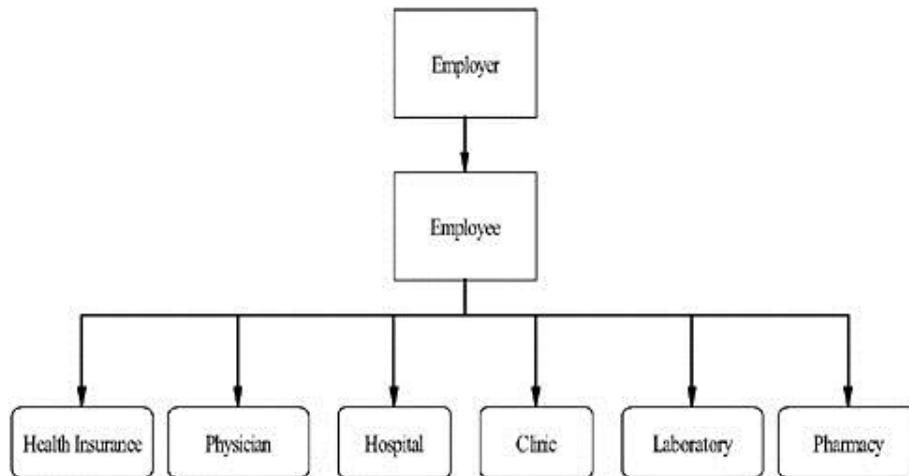 Employer
Employee
Health Insurance
Physician
Hospital
Clinic
Laboratory
Pharmacy